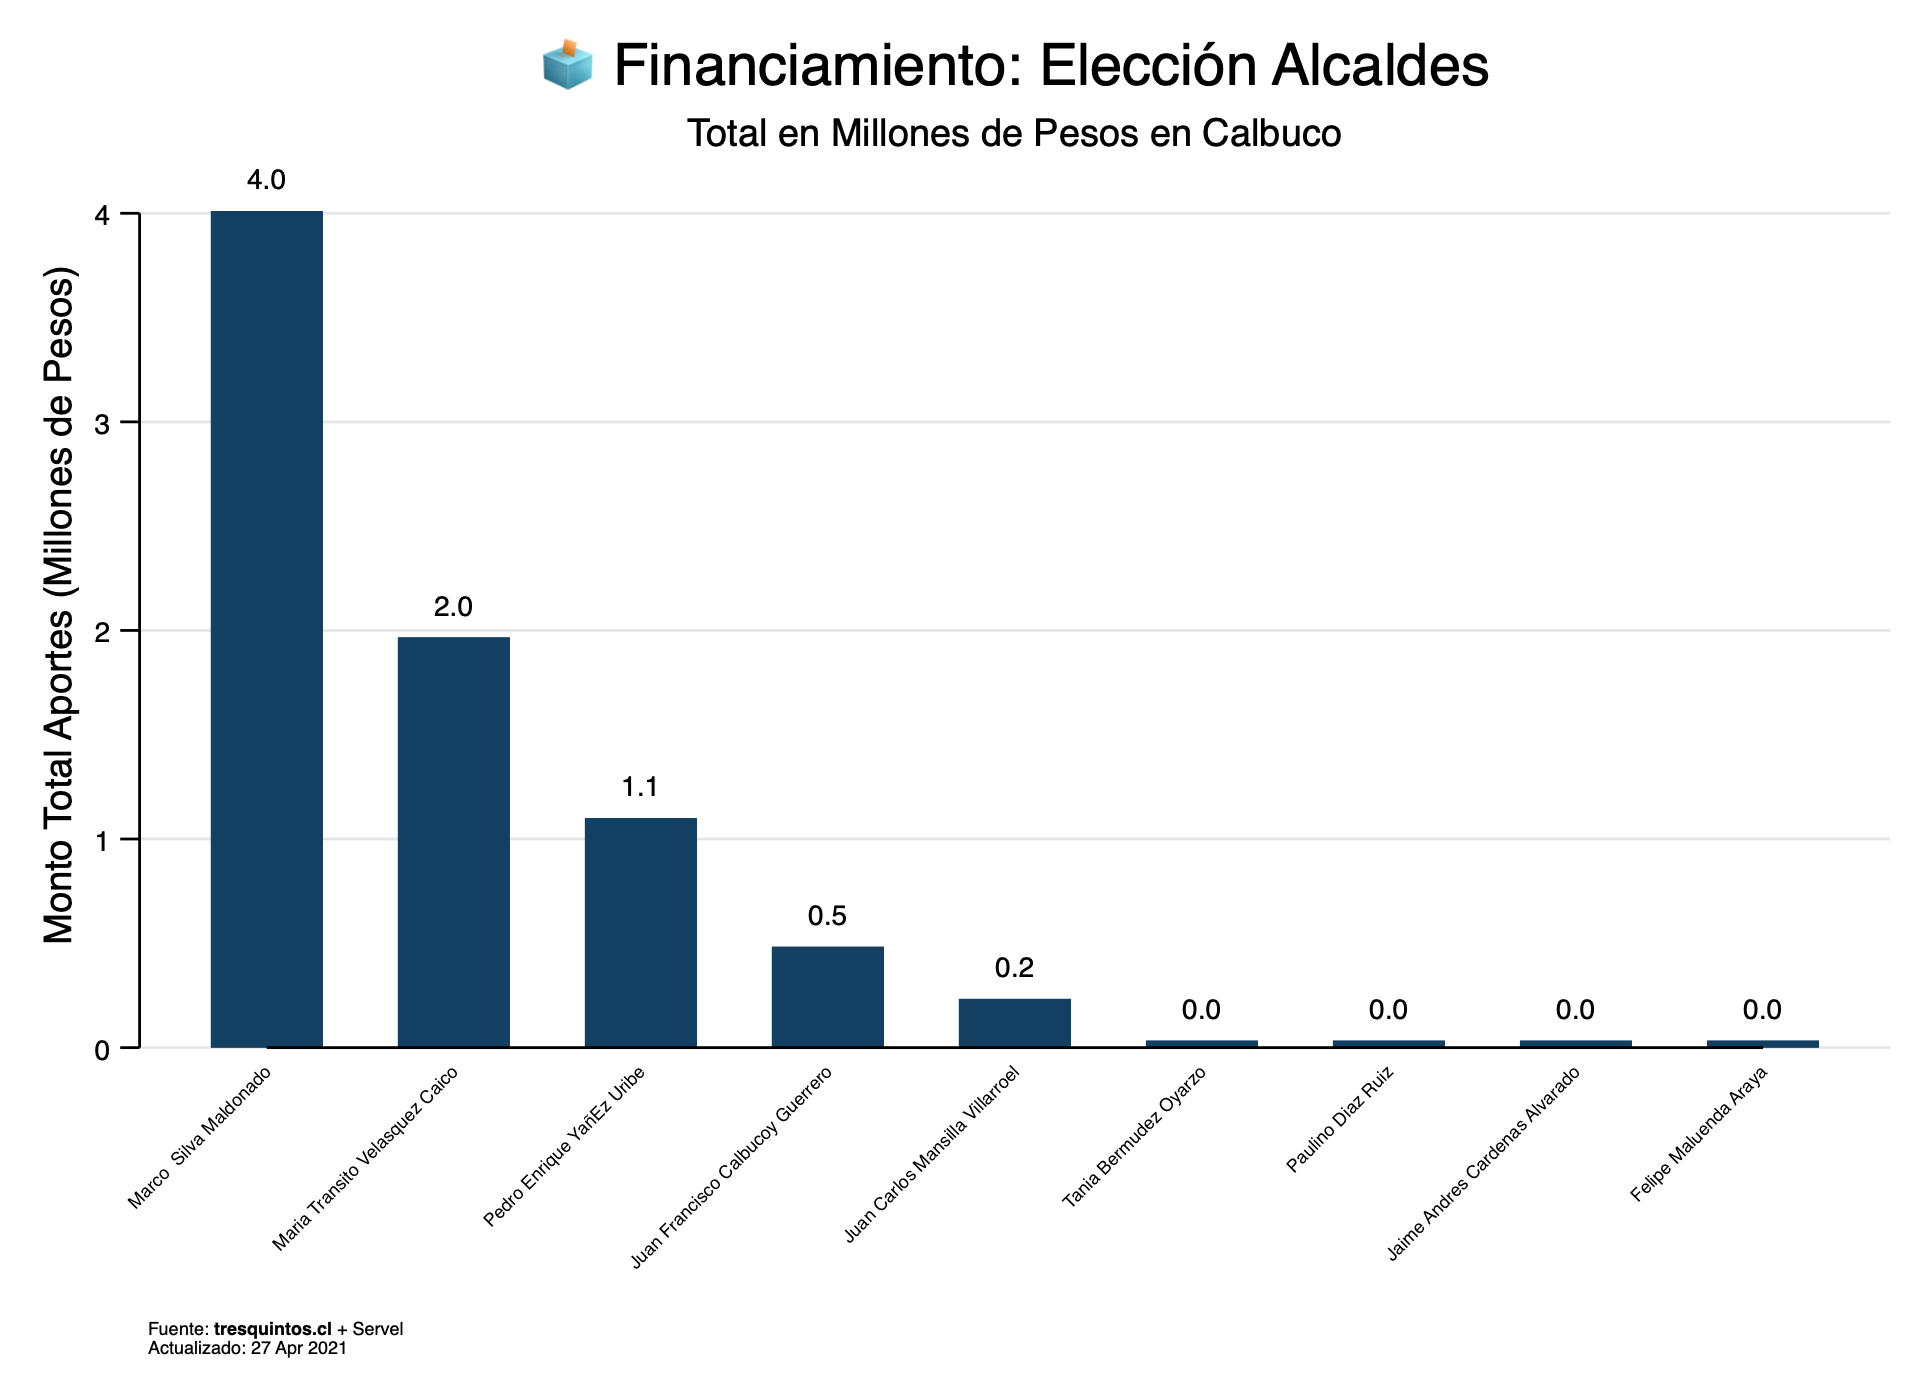 Financiamiento: Elección Alcaldes
Total en Millones de Pesos en Calbuco
Monto Total Aportes (Millones de Pesos)
4
3
2
1
0
4.0
2.0
1.1
0.5
0.2
0.0
0.0
0.0
0.0
Marco  Silva Maldonado
Maria Transito Velasquez Caico
Pedro Enrique YañEz Uribe
Juan Francisco Calbucoy Guerrero
Juan Carlos Mansilla Villarroel
Tania Bermudez Oyarzo
Paulino Diaz Ruiz
Jaime Andres Cardenas Alvarado
Felipe Maluenda Araya
Fuente: tresquintos.cl + Servel
Actualizado: 27 Apr 2021